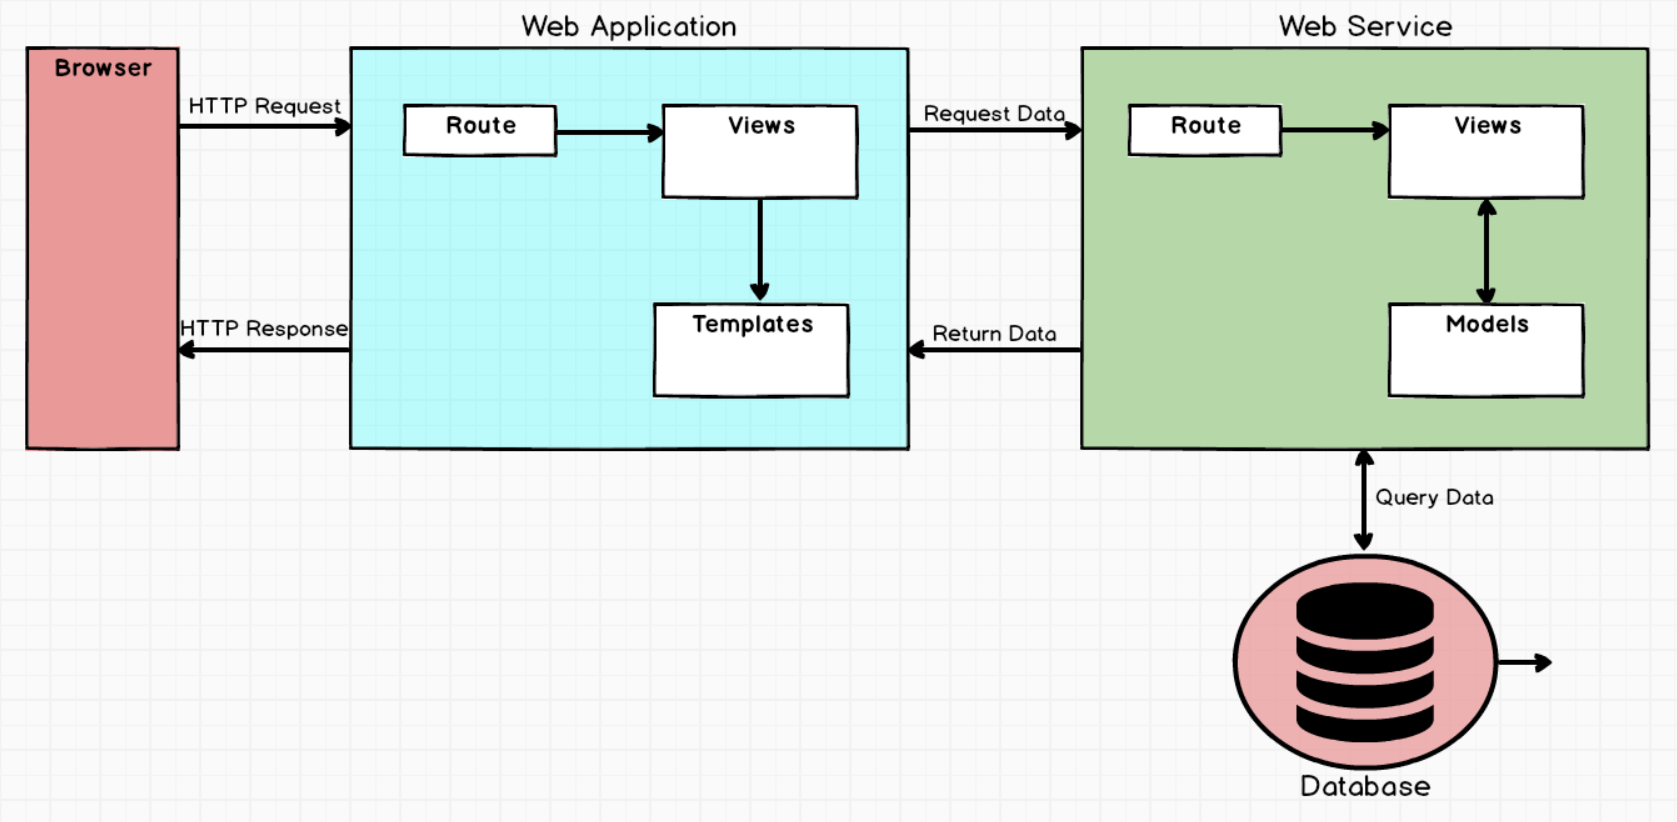 Web Application
Web Service
Browser
HTTP Request
Route
Views
Request Data
Route
Views
HTTP Response
Templates
Return Data
Models
Query Data
Database